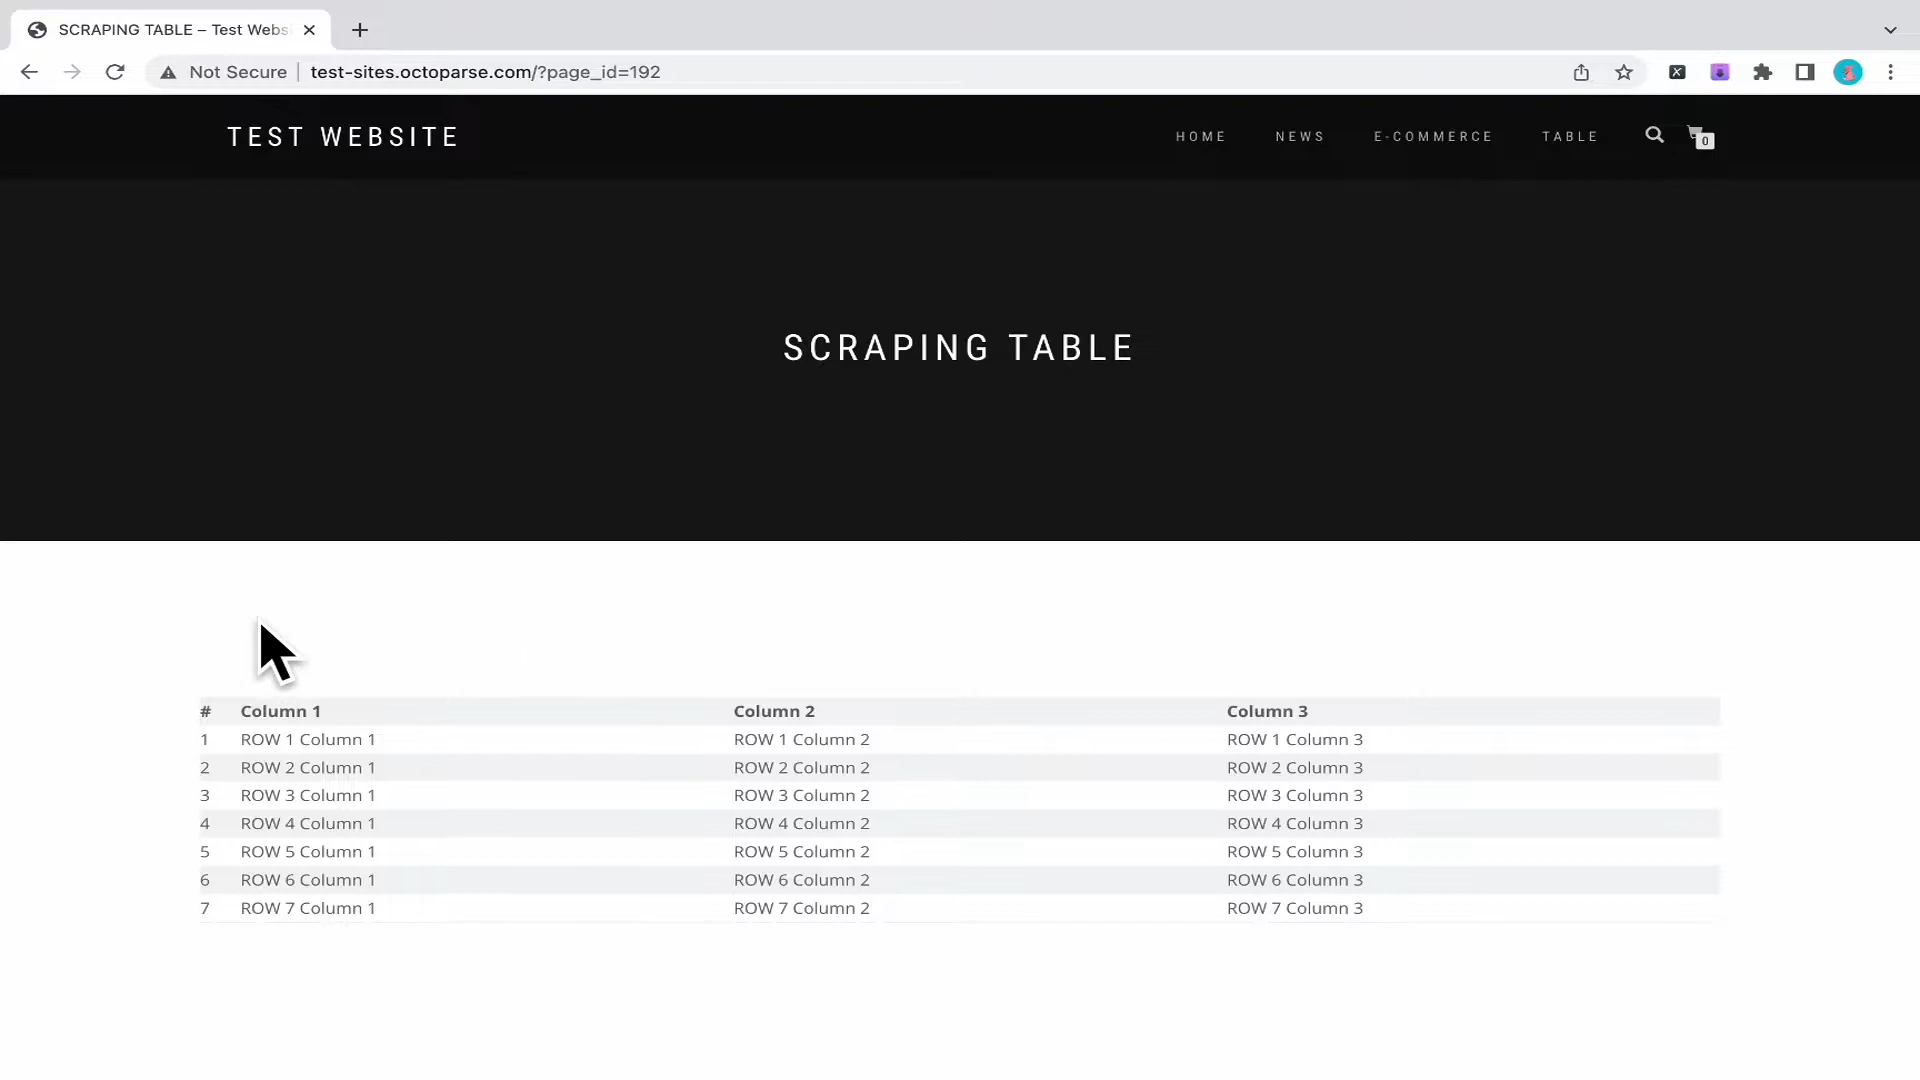 SCRAPING TABLE – Test Webs
Not Secure | test-sites.octoparse.com/?page_id=192
TEST WEBSITE HOME NEWS E-COMMERCE TABLE 0
SCRAPING TABLE
# Column 1 Column 2 Column 3
1 ROW 1 Column 1 ROW 1 Column 2 ROW 1 Column 3
2 ROW 2 Column 1 ROW 2 Column 2 ROW 2 Column 3
3 ROW 3 Column 1 ROW 3 Column 2 ROW 3 Column 3
4 ROW 4 Column 1 ROW 4 Column 2 ROW 4 Column 3
5 ROW 5 Column 1 ROW 5 Column 2 ROW 5 Column 3
6 ROW 6 Column 1 ROW 6 Column 2 ROW 6 Column 3
7 ROW 7 Column 1 ROW 7 Column 2 ROW 7 Column 3